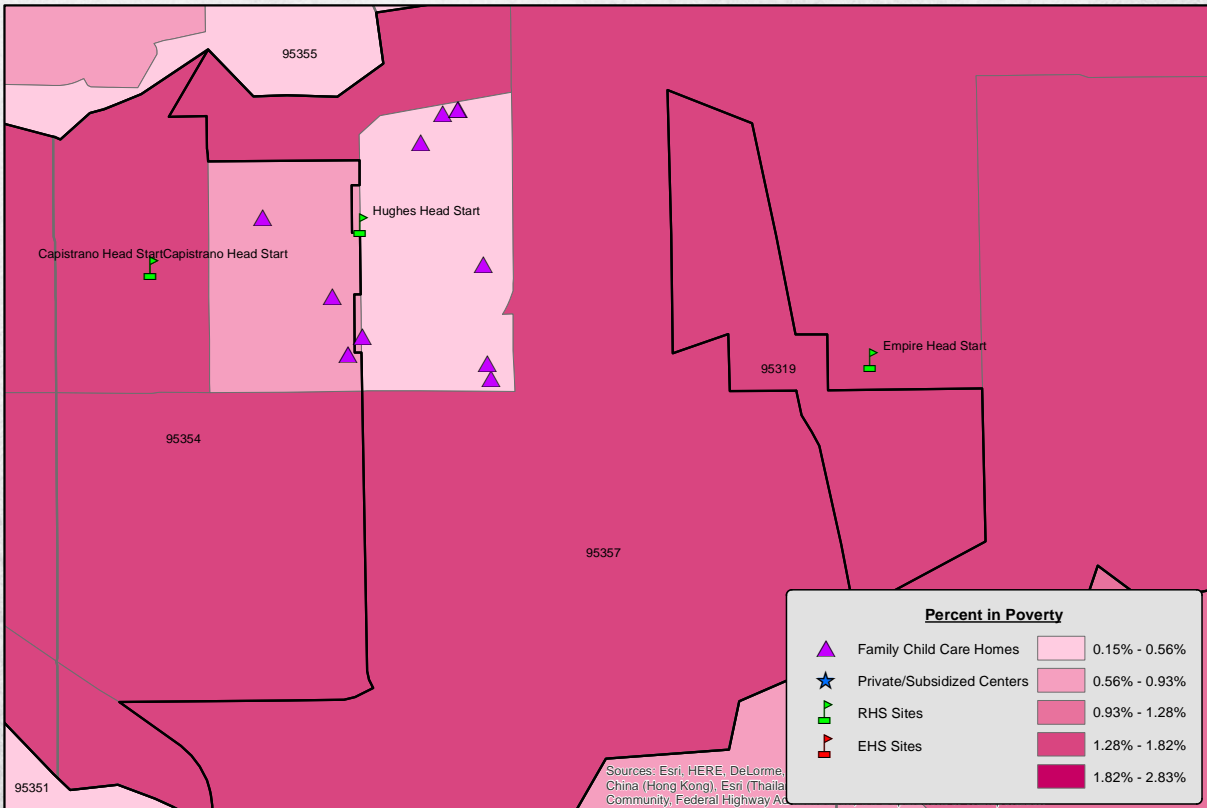 95355
Hughes Head Start
Capistrano Head StartCapistrano Head Start
Empire Head Start
95319
95354
95357
95351
Percent in Poverty
Family Child Care Homes
Private/Subsidized Centers
RHS Sites
EHS Sites
0.15% - 0.56%
0.56% - 0.93%
0.93% - 1.28%
1.28% - 1.82%
1.82% - 2.83%
Sources: Esri, HERE, DeLorme,
China (Hong Kong), Esri (Thaila
Community, Federal Highway Ad